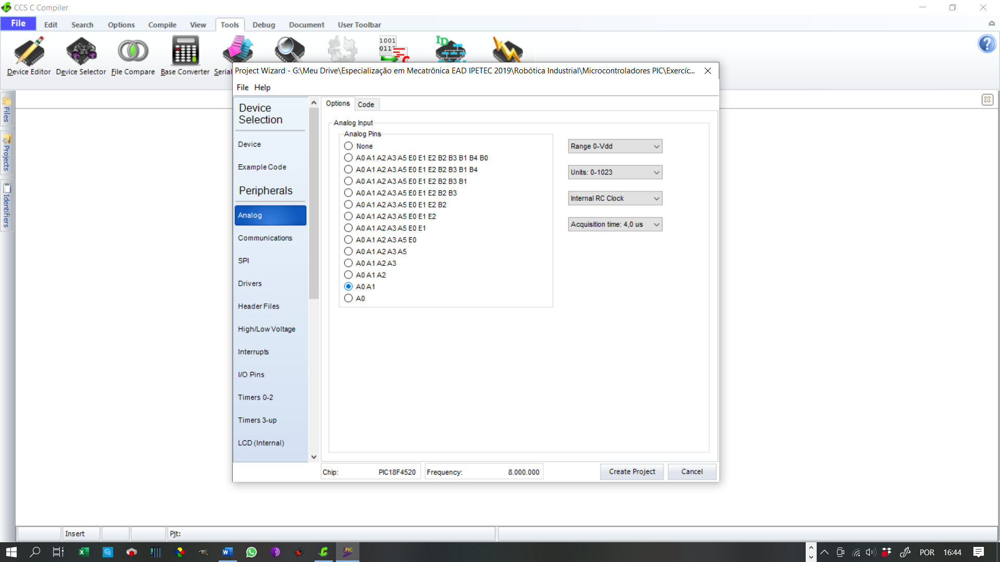 CCS C Compiler
File Edit Search Options Compile View Tools Debug Document User Toolbar
1001
011
ID
Device Editor Device Selector File Compare Base Converter Serial
Project Wizard - G:\Meu Drive\Especialização em Mecatrônica EAD IPETEC 2019\Robótica Industrial\Microcontroladores PIC\Exercíc...
File Help
Files
Projects
Identifiers
Device Selection
Device
Example Code
Peripherals
Analog
Communications
SPI
Drivers
Header Files
High/Low Voltage
Interrupts
I/O Pins
Timers 0-2
Timers 3-up
LCD (Internal)
Options Code
Analog Input
Analog Pins
None
A0 A1 A2 A3 A5 E0 E1 E2 B2 B3 B1 B4 B0
A0 A1 A2 A3 A5 E0 E1 E2 B2 B3 B1 B4
A0 A1 A2 A3 A5 E0 E1 E2 B2 B3 B1
A0 A1 A2 A3 A5 E0 E1 E2 B2 B3
A0 A1 A2 A3 A5 E0 E1 E2 B2
A0 A1 A2 A3 A5 E0 E1 E2
A0 A1 A2 A3 A5 E0 E1
A0 A1 A2 A3 A5 E0
A0 A1 A2 A3 A5
A0 A1 A2 A3
A0 A1 A2
A0 A1
A0
Range 0-Vdd
Units: 0-1023
Internal RC Clock
Acquisition time: 4,0 us
Chip: PIC18F4520 Frequency: 8.000.000 Create Project Cancel
Insert Pjt:
POR 16:44